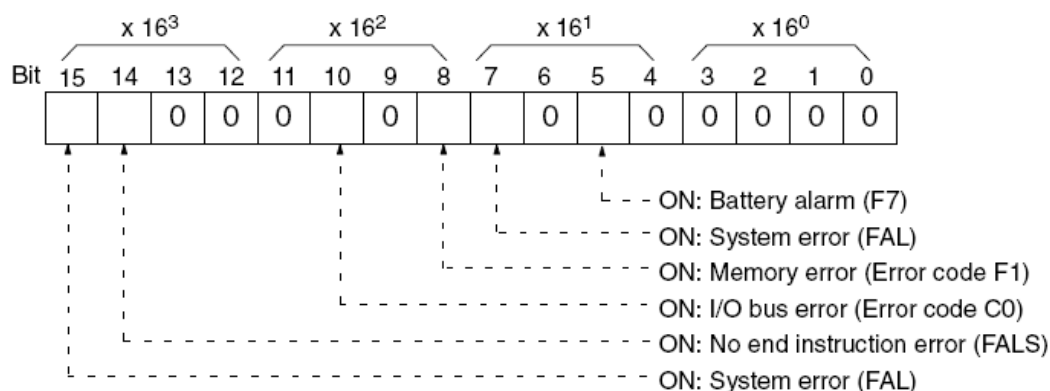 x 16³ x 16² x 16¹ x 16⁰
Bit 15 14 13 12 11 10 9 8 7 6 5 4 3 2 1 0
0 0 0 0 0 0 0 0 0 0
ON: Battery alarm (F7)
ON: System error (FAL)
ON: Memory error (Error code F1)
ON: I/O bus error (Error code C0)
ON: No end instruction error (FALS)
ON: System error (FAL)